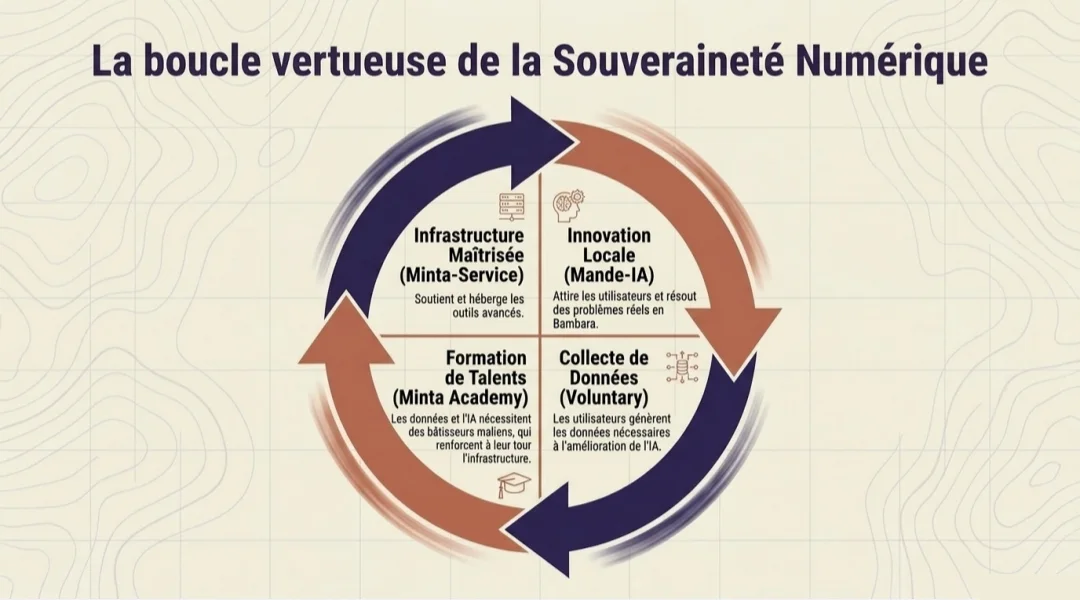 La boucle vertueuse de la Souveraineté Numérique
Infrastructure
Maîtrisée
(Minta-Service)
Soutient et héberge les
outils avancés.
Innovation
Locale
(Mande-IA)
Attire les utilisateurs et résout
des problèmes réels en
Bambara.
Formation
de Talents
(Minta Academy)
Les données et l'IA nécessitent
des bâtisseurs maliens, qui
renforcent à leur tour
l'infrastructure.
Collecte de
Données
(Voluntary)
Les utilisateurs génèrent
les données nécessaires
à l'amélioration de l'IA.